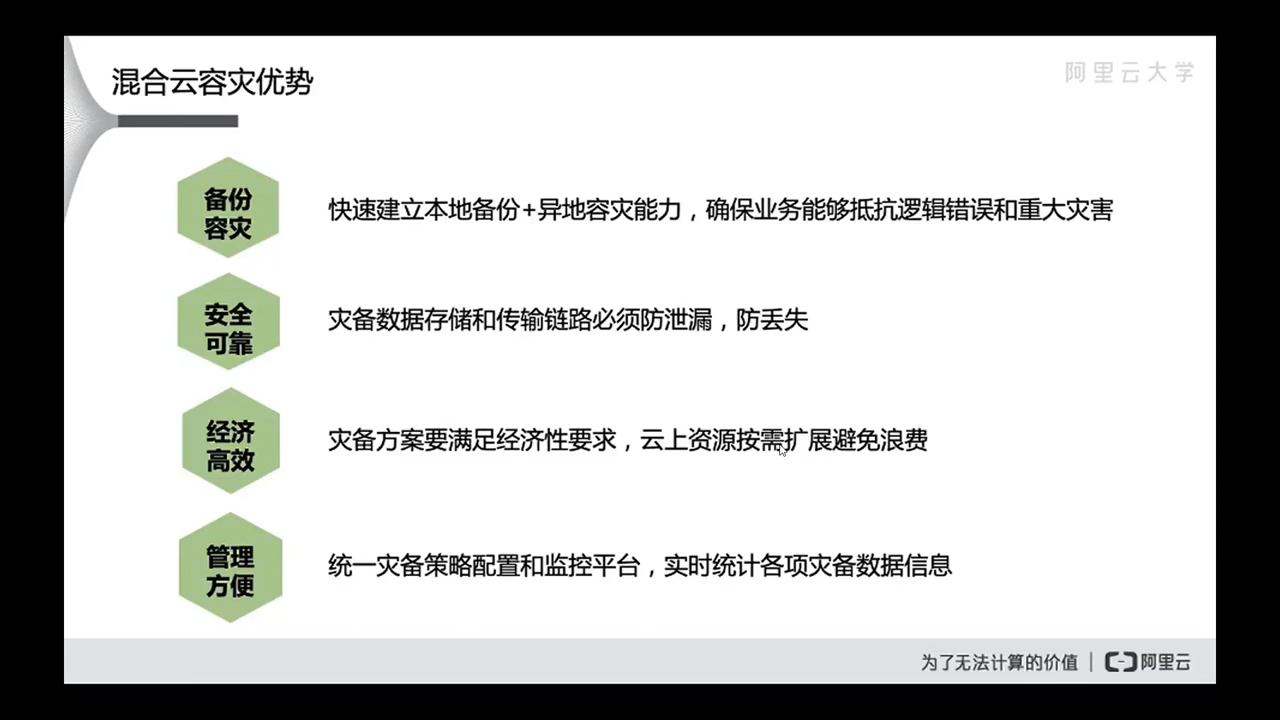 混合云容灾优势
阿里云大学
备份
容灾
快速建立本地备份+异地容灾能力，确保业务能够抵抗逻辑错误和重大灾害
安全
可靠
灾备数据存储和传输链路必须防泄漏，防丢失
经济
高效
灾备方案要满足经济性要求，云上资源按需扩展避免浪费
管理
方便
统一灾备策略配置和监控平台，实时统计各项灾备数据信息
为了无法计算的价值 | 阿里云